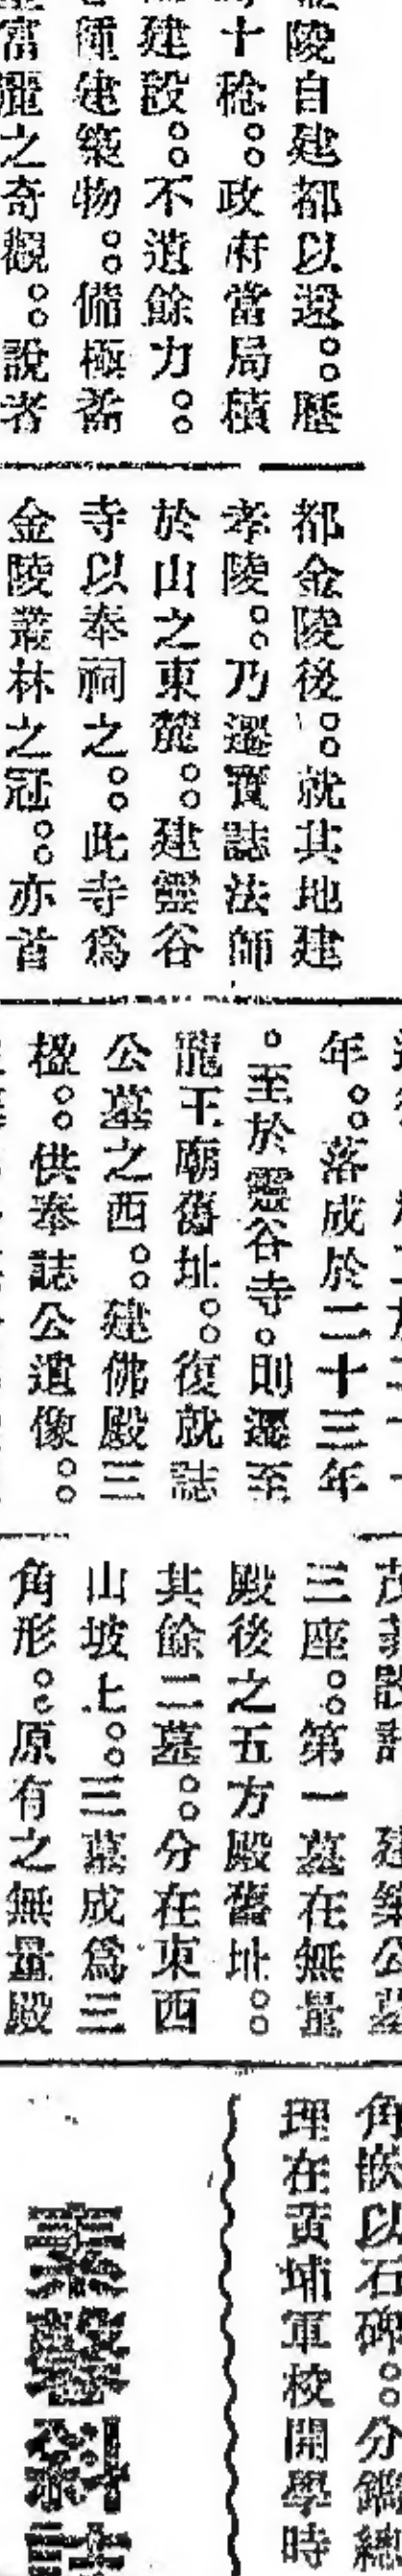 陵自建都以還。。歷
十稔。。政府當局積
建設。。不遺餘力。。
種建築物。。備極喬
富麗之奇觀。。說者
都金陵後。。就其地建
孝陵。。乃遷寶誌法師
於山之東麓。。建靈谷
寺以奉祠之。。此寺爲
金陵叢林之冠。。亦首
年。。落成於二十三年
。至於靈谷寺。則遷至
龍王廟舊址。。復就誌
公墓之西。。建佛殿三
楹。。供奉誌公遺像。。
建築公墓
三座。。第一墓在無量
殿後之五方殿舊址。。
其餘二墓。。分在東西
山坡上。。三墓成爲三
角形。。原有之無量殿
角嵌以石碑。。分鐫總
理在黃埔軍校開學時